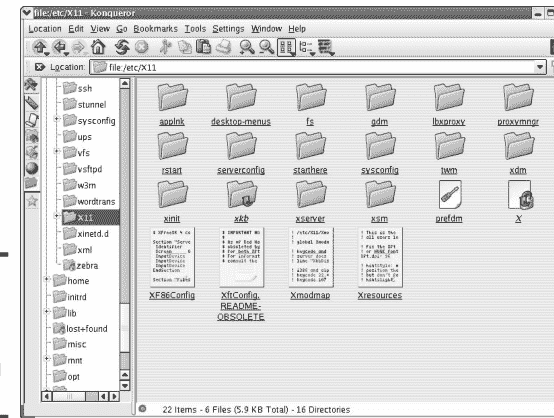 file:/etc/X11 - Konqueror
Location Edit View Go Bookmarks Tools Settings Window Help
Location: file:/etc/X11
ssh
stunnel
sysconfig
ups
vfs
vsftpd
w3m
wordtrans
X11
xinetd.d
xml
zebra
home
initrd
lib
lost+found
misc
mnt
opt
applnk desktop-menus fs gdm lbxproxy proxymngr
rstart serverconfig starthere sysconfig twm xdm
xinit xkb xserver xsm prefdm X
XF86Config XftConfig.README-OBSOLETE Xmodmap Xresources
22 Items - 6 Files (5.9 KB Total) - 16 Directories